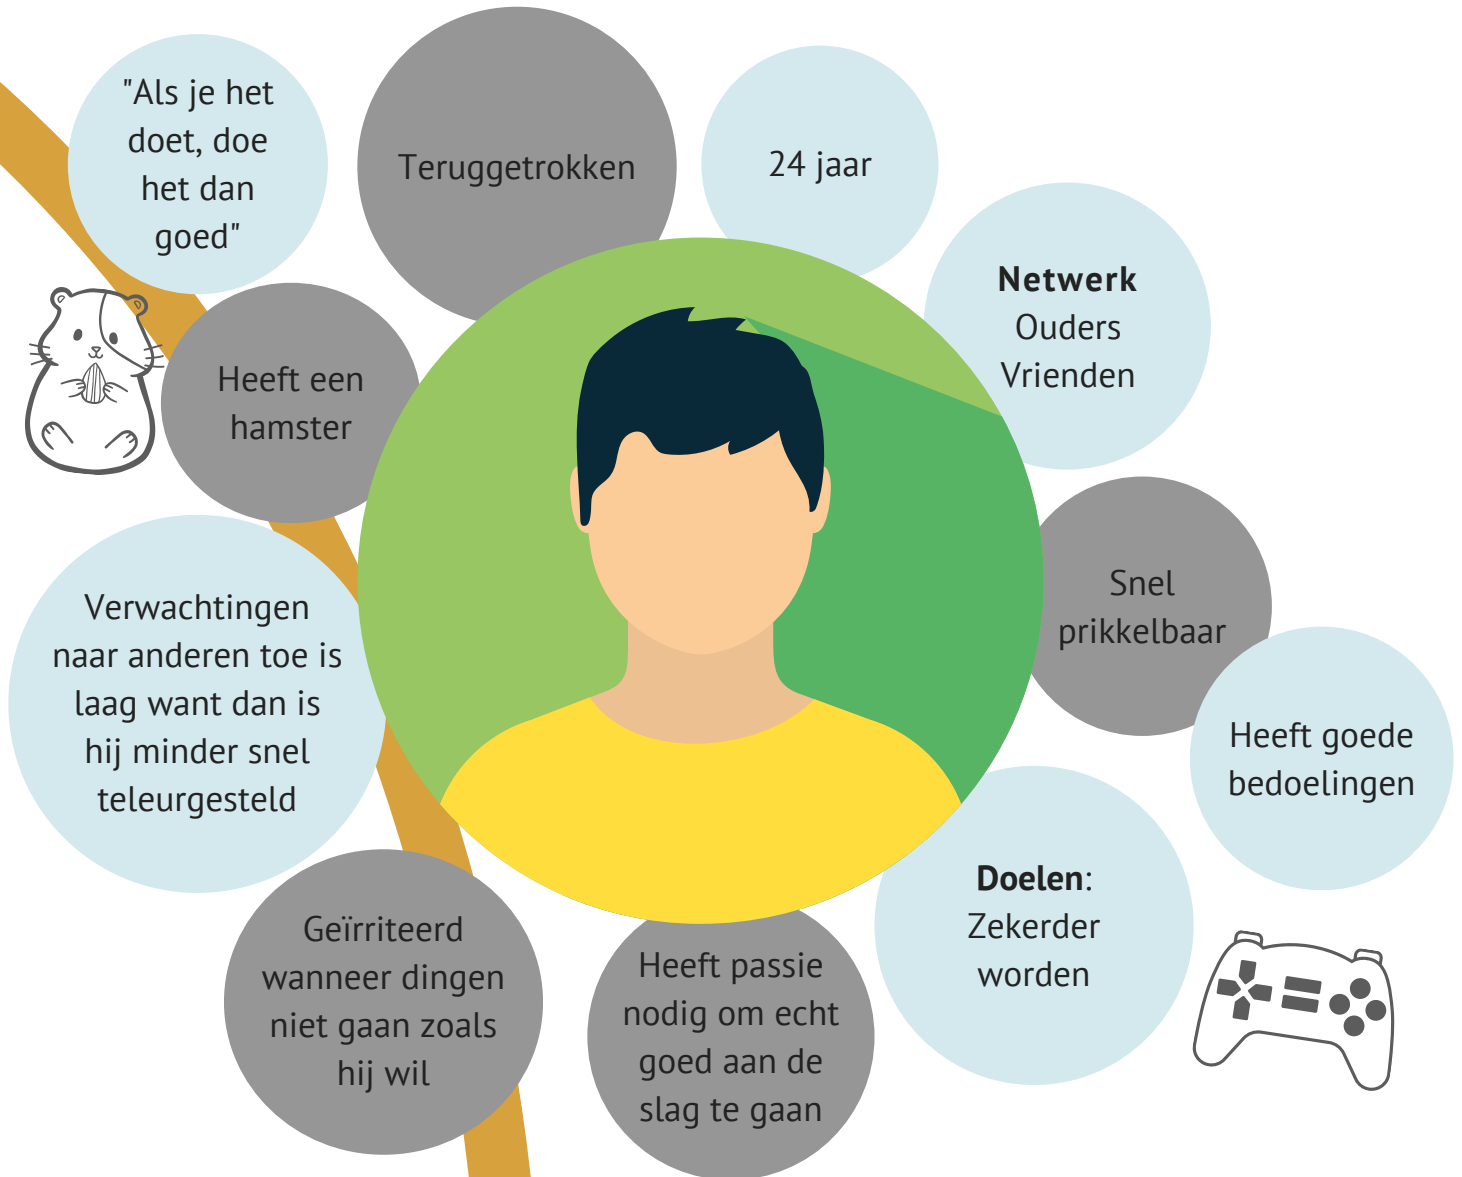 "Als je het
doet, doe
het dan
goed"
Teruggetrokken
24 jaar
Netwerk
Ouders
Vrienden
Heeft een
hamster
Snel
prikkelbaar
Verwachtingen
naar anderen toe is
laag want dan is
hij minder snel
teleurgesteld
Heeft goede
bedoelingen
Doelen:
Zekerder
worden
Geïrriteerd
wanneer dingen
niet gaan zoals
hij wil
Heeft passie
nodig om echt
goed aan de
slag te gaan